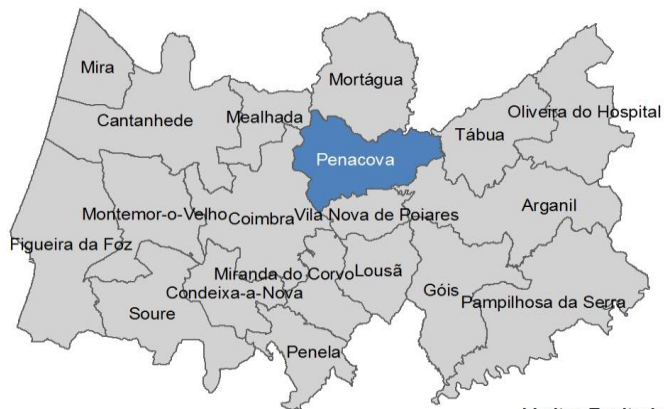 Mira
Mortágua
Cantanhede
Mealhada
Oliveira do Hospital
Tábua
Penacova
Arganil
Montemor-o-Velho
Coimbra
Vila Nova de Poiares
Figueira da Foz
Miranda do Corvo
Lousã
Condeixa-a-Nova
Góis
Pampilhosa da Serra
Soure
Penela